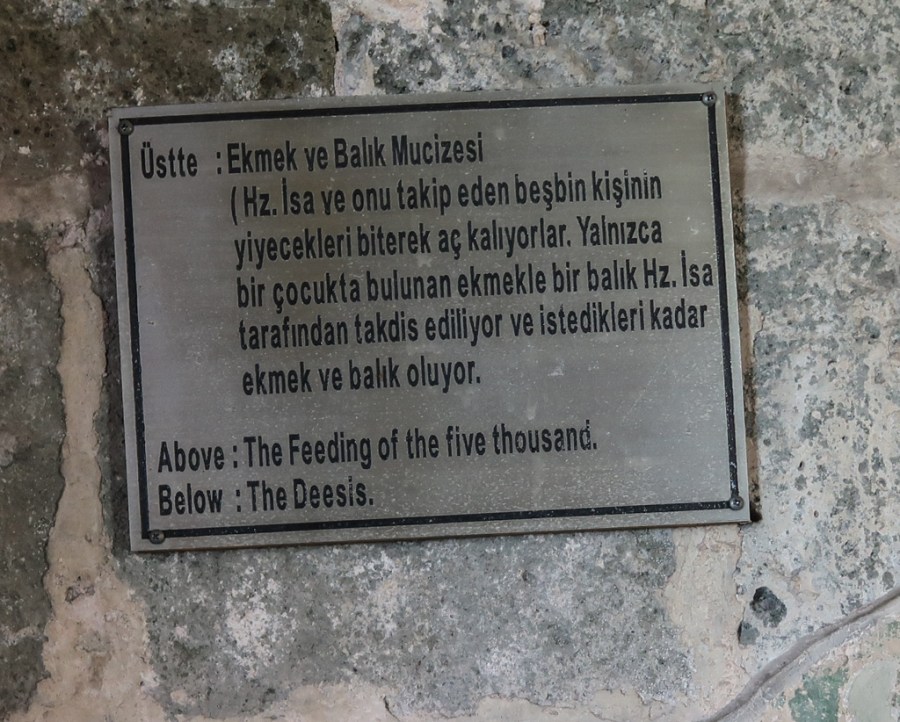 Üstte : Ekmek ve Balık Mucizesi
( Hz. İsa ve onu takip eden beşbin kişinin
yiyecekleri biterek aç kalıyorlar. Yalnızca
bir çocukta bulunan ekmekle bir balık Hz. İsa
tarafından takdis ediliyor ve istedikleri kadar
ekmek ve balık oluyor.
Above : The Feeding of the five thousand.
Below : The Deesis.